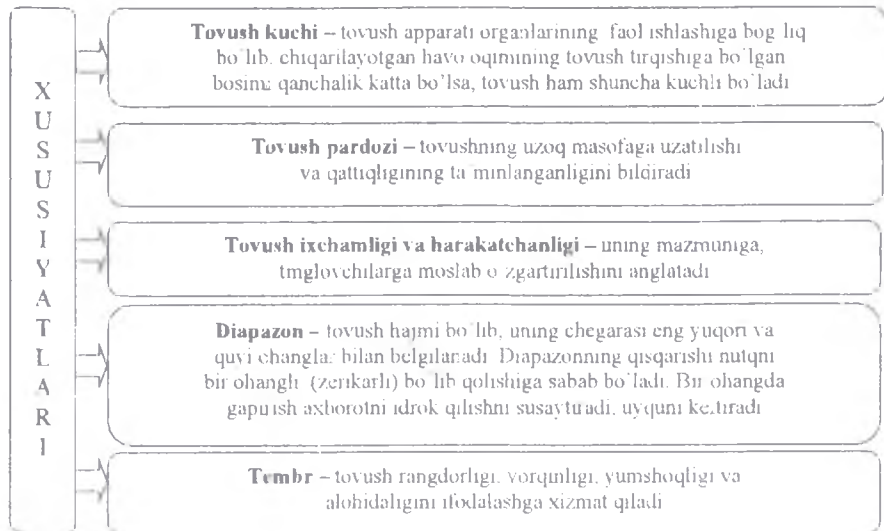 XUSUSIYATLARI
Tovush kuchi – tovush apparati organlarining faol ishlashiga bog‘liq
bo‘lib, chiqarilayotgan havo oqimining tovush tirqishiga bo‘lgan
bosimi qanchalik katta bo’lsa, tovush ham shuncha kuchli bo‘ladi
Tovush pardozi – tovushning uzoq masofaga uzatilishi
va qattiqligining ta’minlanganligini bildiradi
Tovush ixchamligi va harakatchanligi – uning mazmuniga,
tinglovchilarga moslab o‘zgartirilishini anglatadi
Diapazon – tovush hajmi bo‘lib, uning chegarasi eng yuqori va
quyi ohanglar bilan belgilanadi. Diapazonning qisqarishi nutqni
bir ohangli (zerikarli) bo‘lib qolishiga sabab bo‘ladi. Bir ohangda
gapirish axborotni idrok qilishni susaytiradi, uyquni keltiradi
Tembr – tovush rangdorligi, yorqinligi, yumshoqligi va
alohidaligini ifodalashga xizmat qiladi